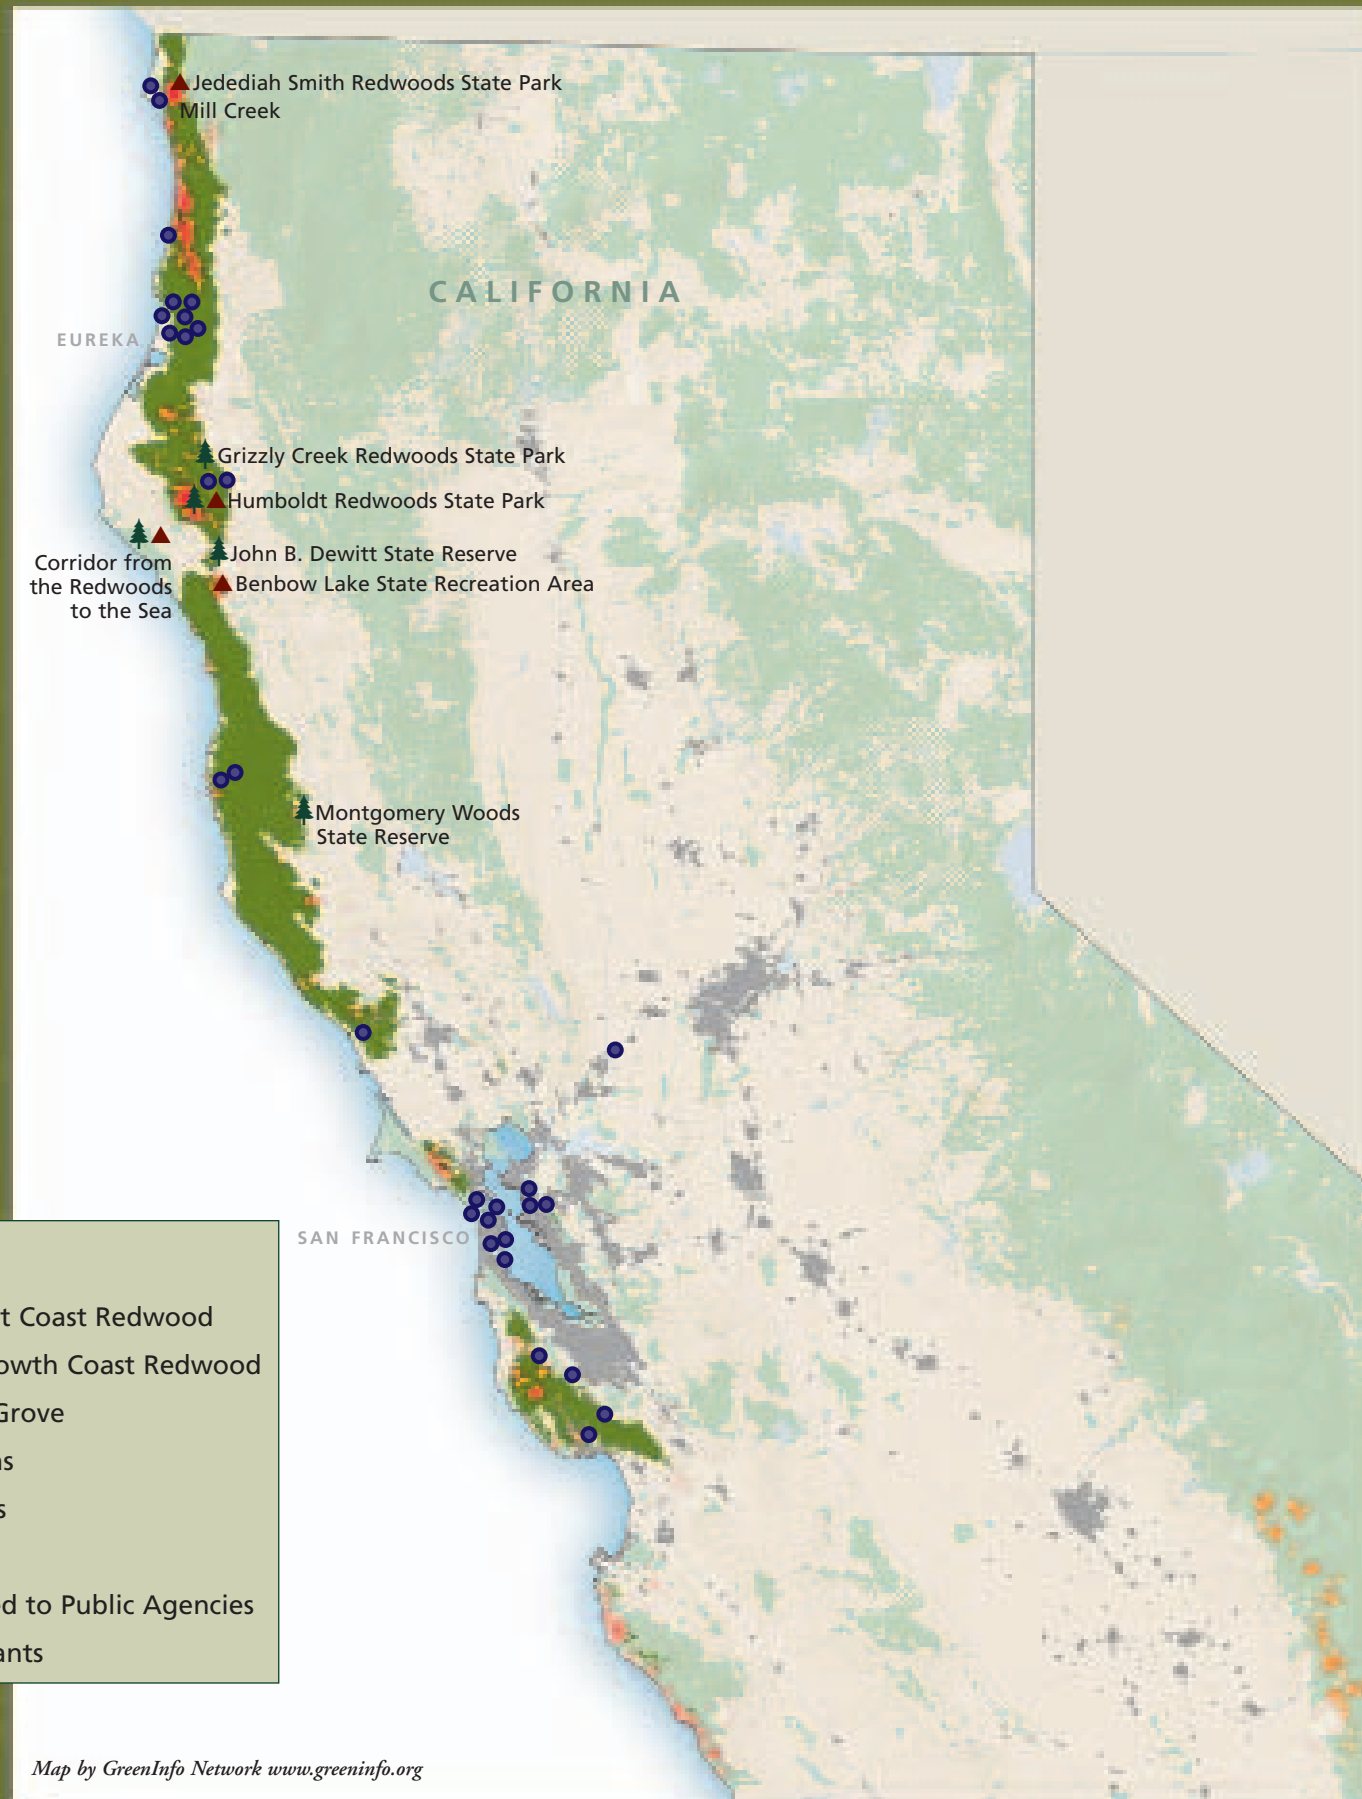 Jedediah Smith Redwoods State Park
Mill Creek
CALIFORNIA
EUREKA
Grizzly Creek Redwoods State Park
Humboldt Redwoods State Park
John B. Dewitt State Reserve
Corridor from
the Redwoods
to the Sea
Benbow Lake State Recreation Area
Montgomery Woods
State Reserve
SAN FRANCISCO
t Coast Redwood
owth Coast Redwood
Grove
s
ed to Public Agencies
ants
Map by GreenInfo Network www.greeninfo.org